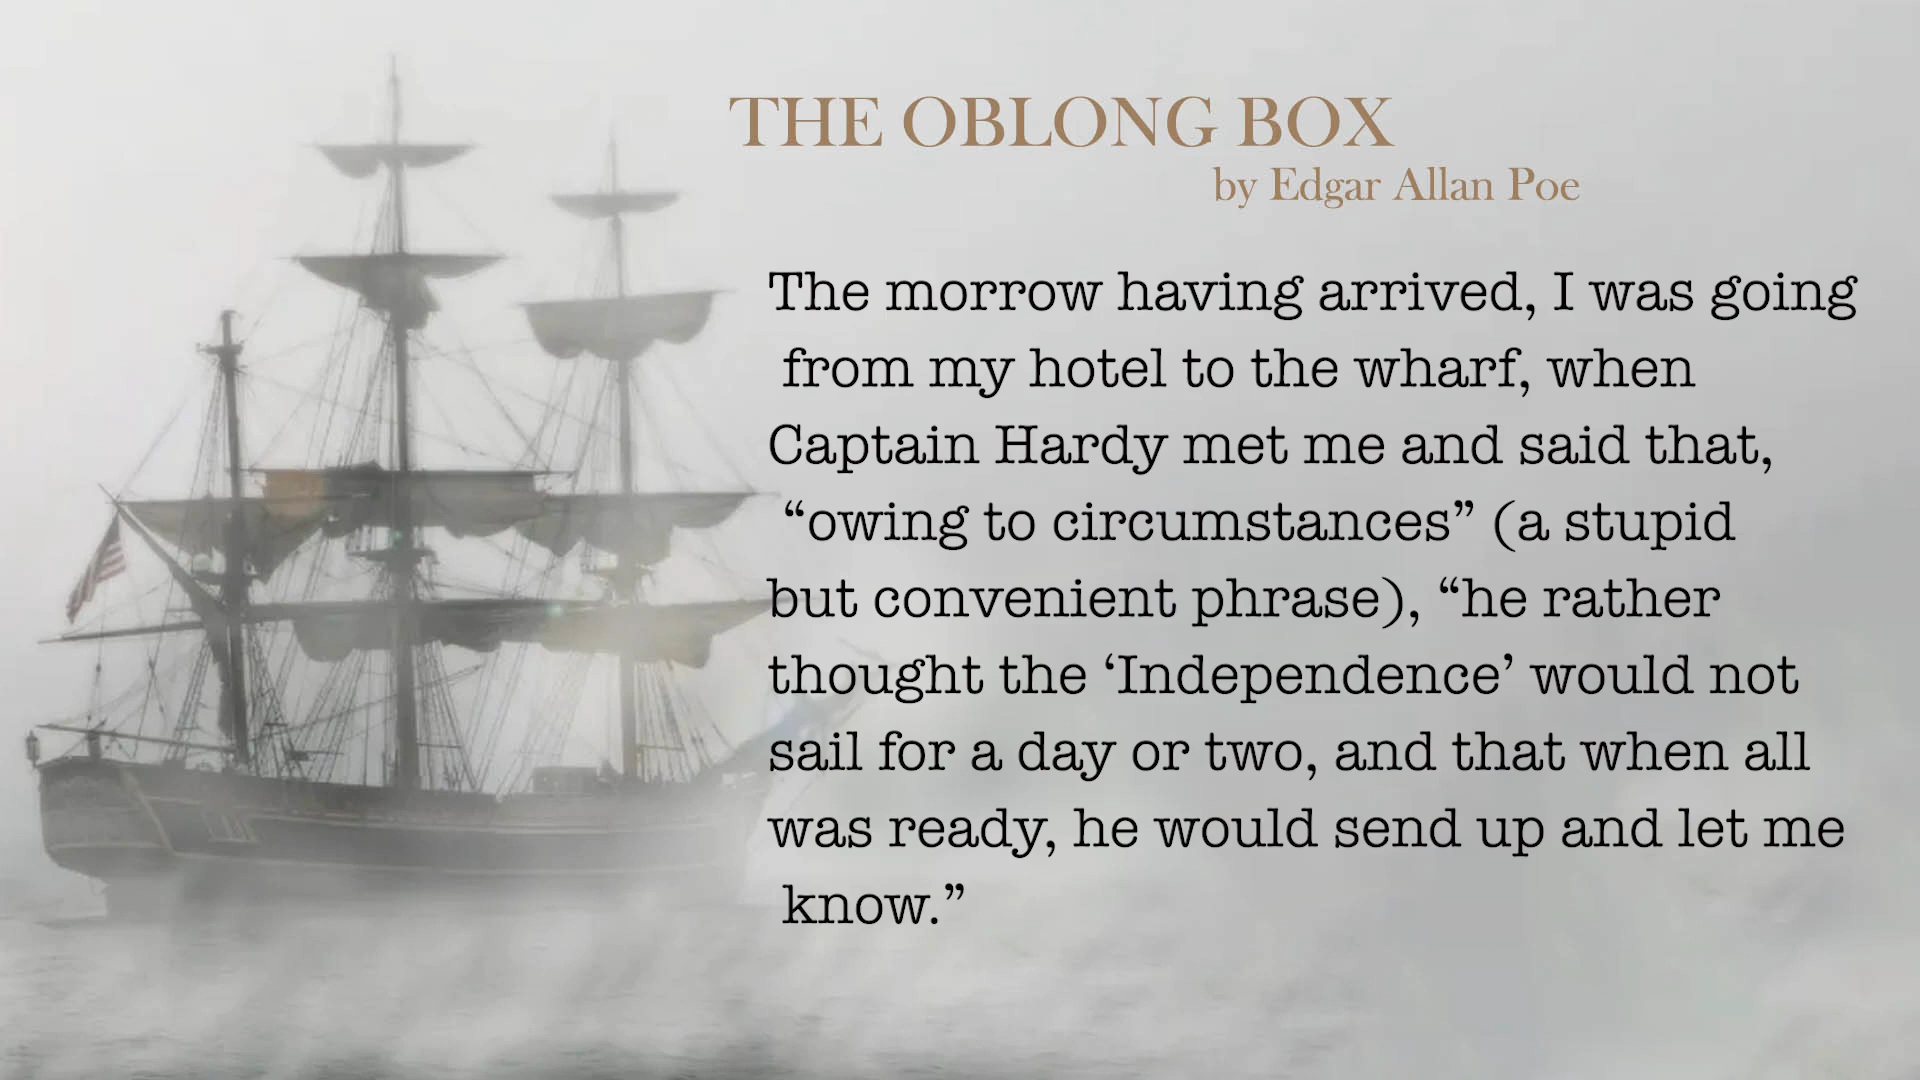 THE OBLONG BOX
by Edgar Allan Poe
The morrow having arrived, I was going
from my hotel to the wharf, when
Captain Hardy met me and said that,
“owing to circumstances” (a stupid
but convenient phrase), “he rather
thought the ‘Independence’ would not
sail for a day or two, and that when all
was ready, he would send up and let me
know.”